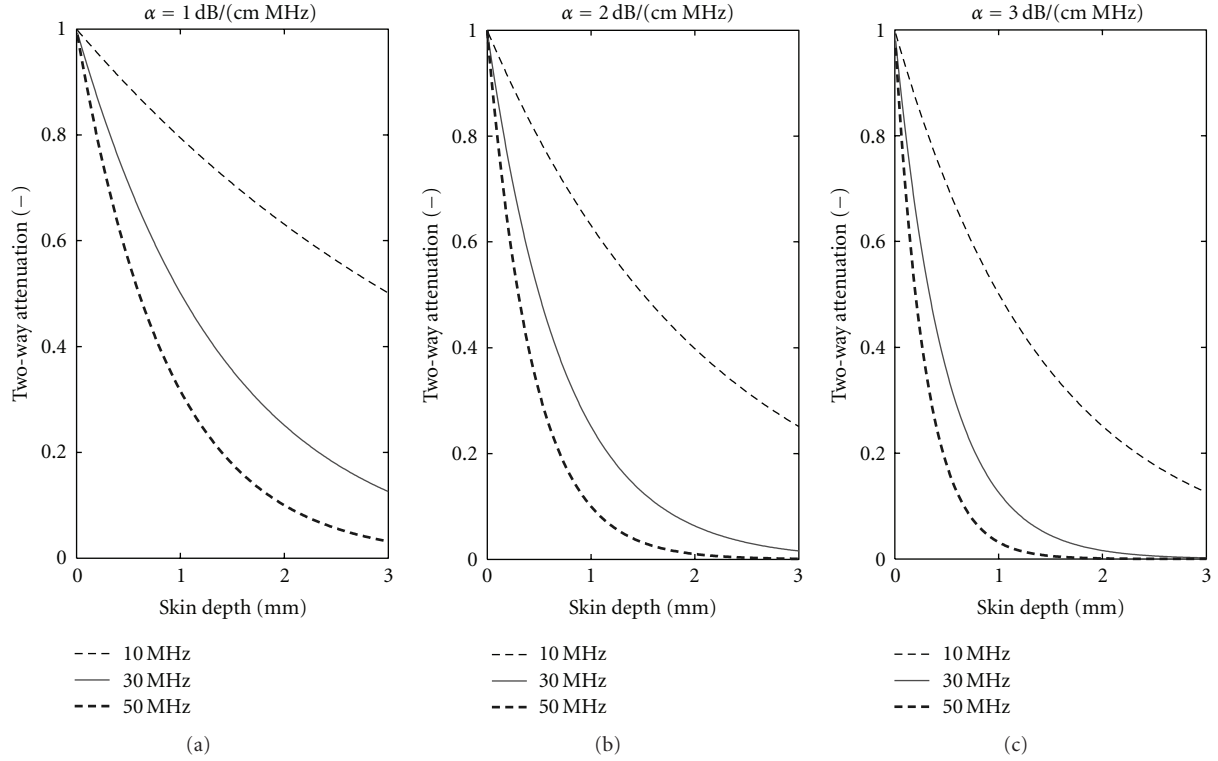 α = 1 dB/(cm MHz)
1
0.8
0.6
0.4
0.2
0
Two-way attenuation (−)
0 1 2 3
Skin depth (mm)
10 MHz
30 MHz
50 MHz
(a)
α = 2 dB/(cm MHz)
1
0.8
0.6
0.4
0.2
0
Two-way attenuation (−)
0 1 2 3
Skin depth (mm)
10 MHz
30 MHz
50 MHz
(b)
α = 3 dB/(cm MHz)
1
0.8
0.6
0.4
0.2
0
Two-way attenuation (−)
0 1 2 3
Skin depth (mm)
10 MHz
30 MHz
50 MHz
(c)